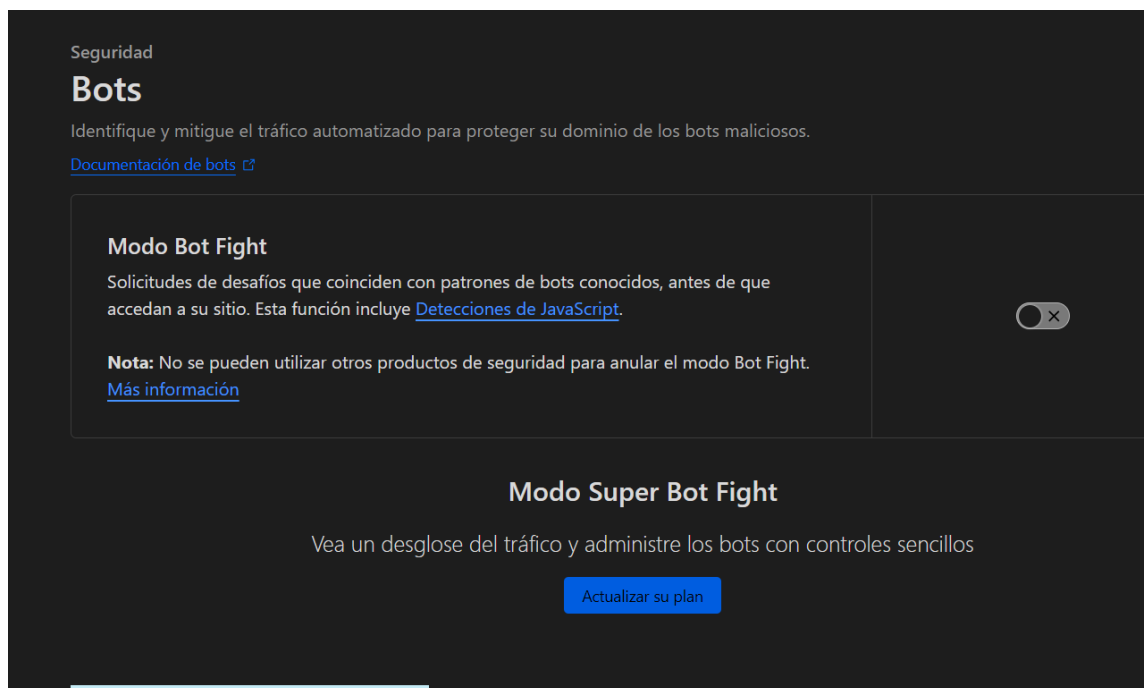 Seguridad
Bots
Identifique y mitigue el tráfico automatizado para proteger su dominio de los bots maliciosos.
Documentación de bots
Modo Bot Fight
Solicitudes de desafíos que coinciden con patrones de bots conocidos, antes de que
accedan a su sitio. Esta función incluye Detecciones de JavaScript.
Nota: No se pueden utilizar otros productos de seguridad para anular el modo Bot Fight.
Más información
Modo Super Bot Fight
Vea un desglose del tráfico y administre los bots con controles sencillos
Actualizar su plan